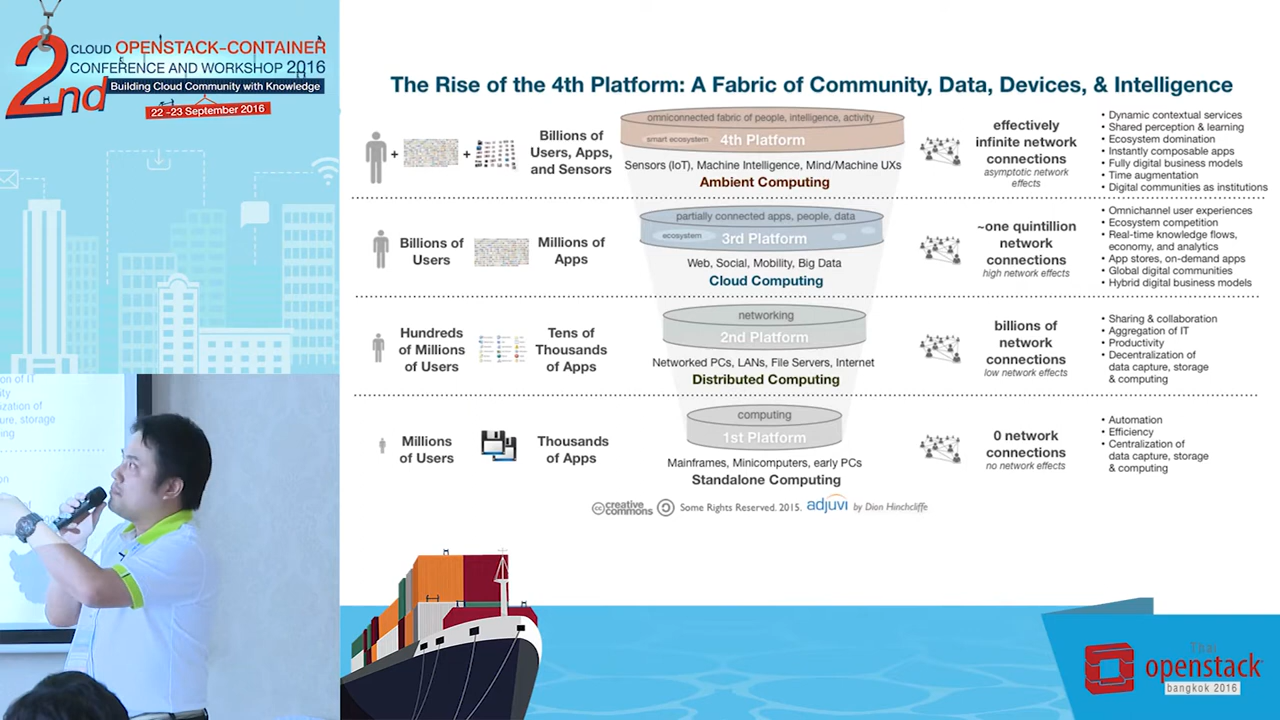 2nd
CLOUD OPENSTACK-CONTAINER
CONFERENCE AND WORKSHOP 2016
Building Cloud Community with Knowledge
22 -23 September 2016
The Rise of the 4th Platform: A Fabric of Community, Data, Devices, & Intelligence
+
+
Billions of
Users, Apps,
and Sensors
omniconnected fabric of people, intelligence, activity
smart ecosystem
4th Platform
Sensors (IoT), Machine Intelligence, Mind/Machine UXs
Ambient Computing
effectively
infinite network
connections
asymptotic network
effects
• Dynamic contextual services
• Shared perception & learning
• Ecosystem domination
• Instantly composable apps
• Fully digital business models
• Time augmentation
• Digital communities as institutions
Billions of
Users
Millions of
Apps
partially connected apps, people, data
ecosystem
3rd Platform
Web, Social, Mobility, Big Data
Cloud Computing
~one quintillion
network
connections
high network effects
• Omnichannel user experiences
• Ecosystem competition
• Real-time knowledge flows,
economy, and analytics
• App stores, on-demand apps
• Global digital communities
• Hybrid digital business models
Hundreds
of Millions
of Users
Tens of
Thousands
of Apps
networking
2nd Platform
Networked PCs, LANs, File Servers, Internet
Distributed Computing
billions of
network
connections
low network effects
• Sharing & collaboration
• Aggregation of IT
• Productivity
• Decentralization of
data capture, storage
& computing
Millions
of Users
Thousands
of Apps
computing
1st Platform
Mainframes, Minicomputers, early PCs
Standalone Computing
0 network
connections
no network effects
• Automation
• Efficiency
• Centralization of
data capture, storage
& computing
cc creative commons
Some Rights Reserved. 2015.
adjuvi
by Dion Hinchcliffe
Thai
openstack
bangkok 2016